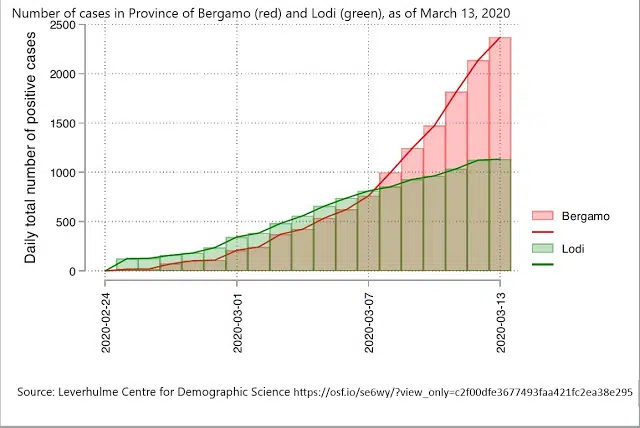 Number of cases in Province of Bergamo (red) and Lodi (green), as of March 13, 2020
Daily total number of positive cases
2500
2000
1500
1000
500
0
2020-02-24
2020-03-01
2020-03-07
2020-03-13
Bergamo
Lodi
Source: Leverhulme Centre for Demographic Science https://osf.io/se6wy/?view_only=c2f00dfe3677493faa421fc2ea38e295